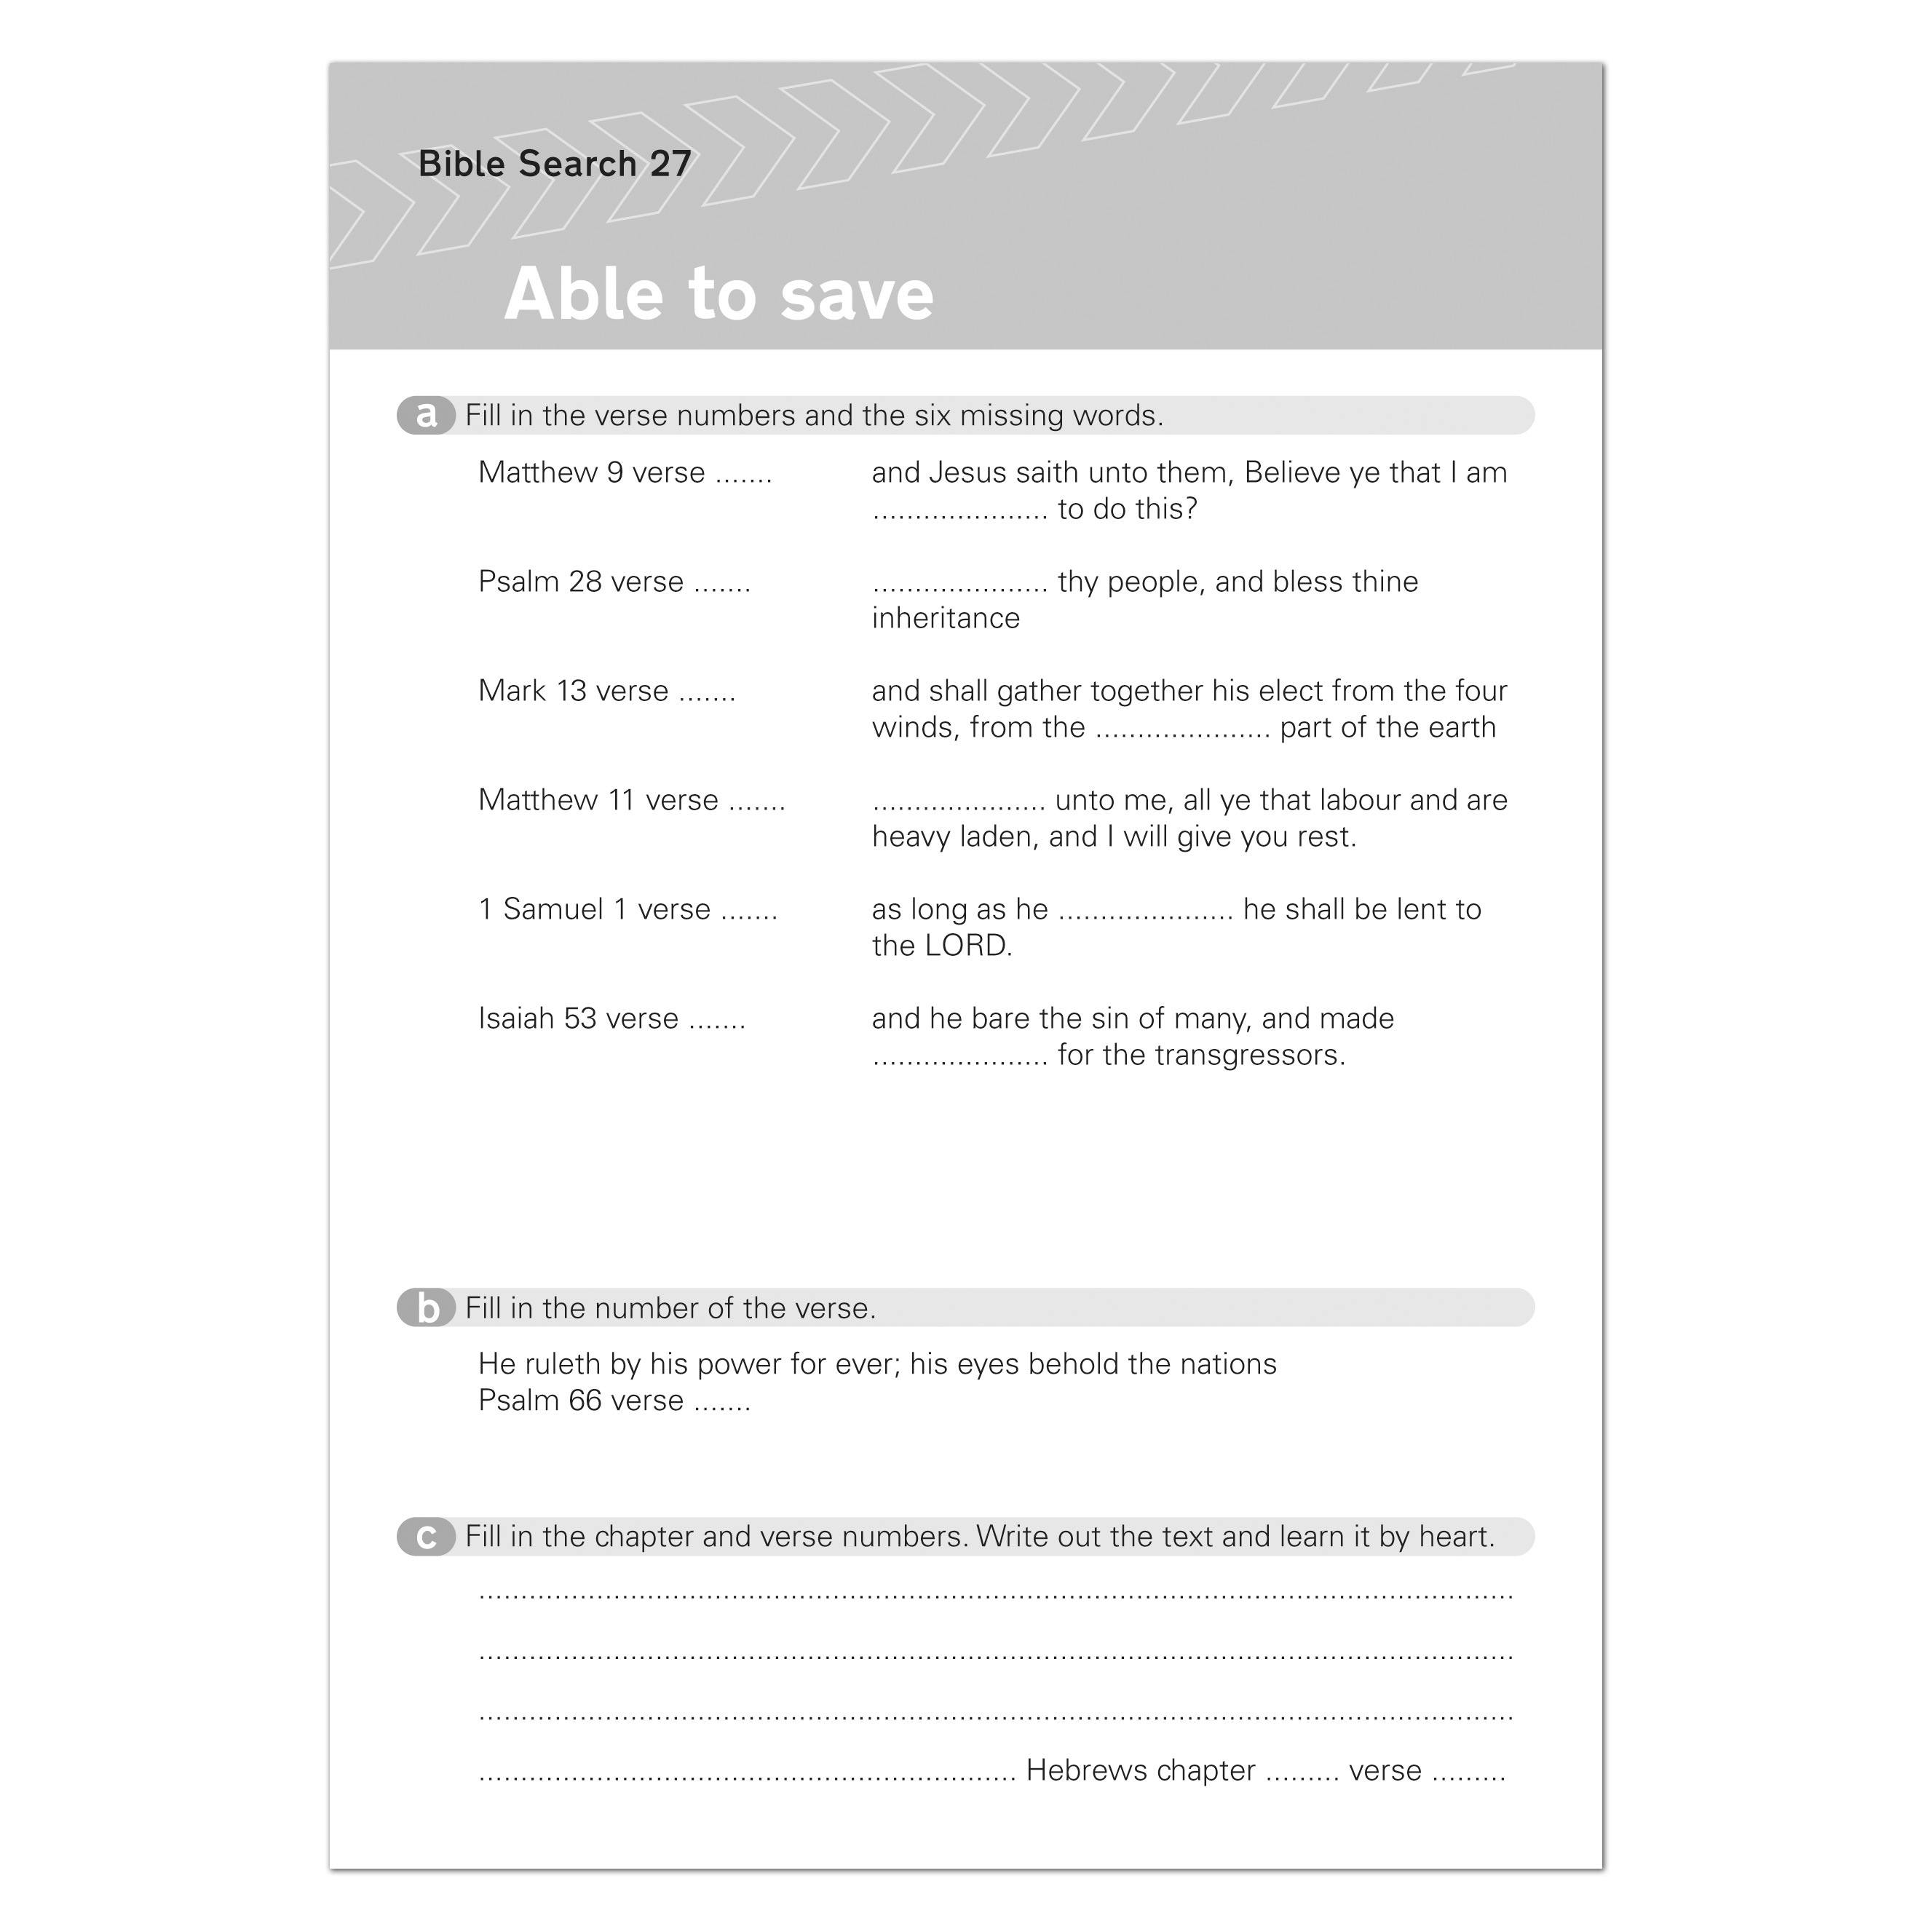 Bible Search 27
Able to save
a Fill in the verse numbers and the six missing words.
Matthew 9 verse ....... and Jesus saith unto them, Believe ye that I am
..................... to do this?
Psalm 28 verse ....... ..................... thy people, and bless thine
inheritance
Mark 13 verse ....... and shall gather together his elect from the four
winds, from the ..................... part of the earth
Matthew 11 verse ....... ..................... unto me, all ye that labour and are
heavy laden, and I will give you rest.
1 Samuel 1 verse ....... as long as he ..................... he shall be lent to
the LORD.
Isaiah 53 verse ....... and he bare the sin of many, and made
..................... for the transgressors.
b Fill in the number of the verse.
He ruleth by his power for ever; his eyes behold the nations
Psalm 66 verse .......
c Fill in the chapter and verse numbers. Write out the text and learn it by heart.
................................................................................................................................
................................................................................................................................
................................................................................................................................
................................................................. Hebrews chapter ......... verse .........